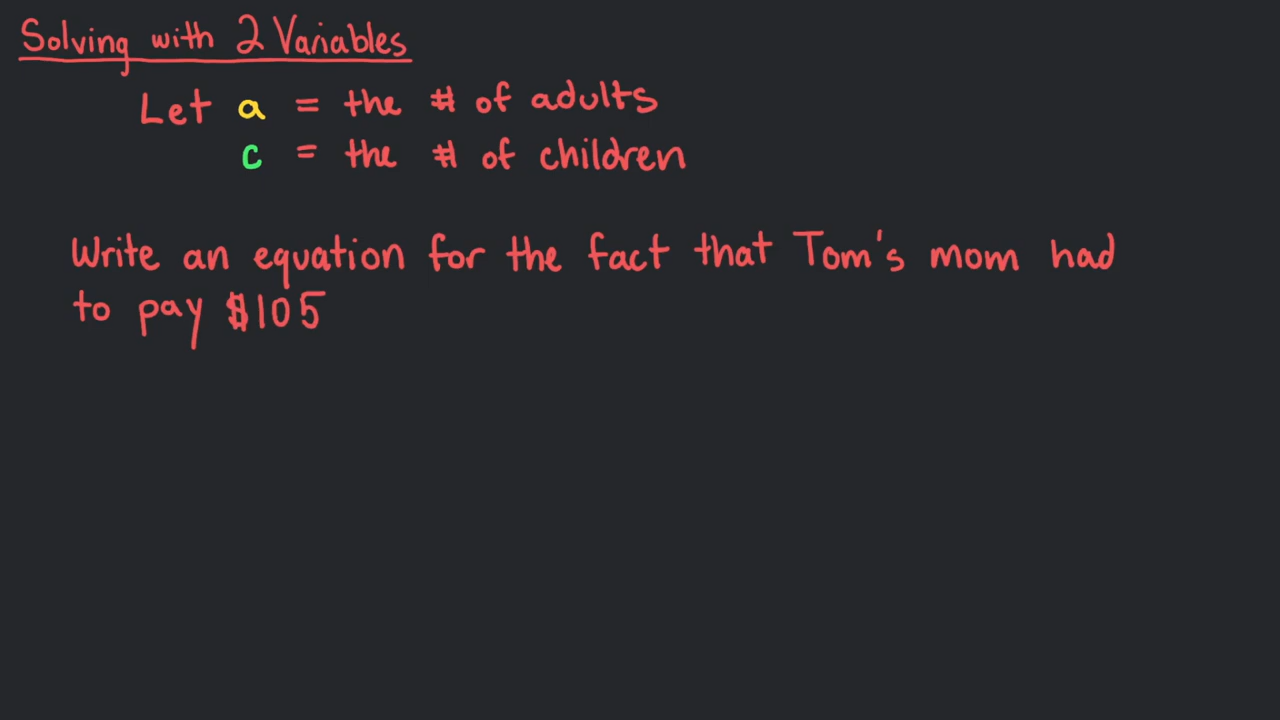 Solving with 2 Variables
Let a = the # of adults
c = the # of children
Write an equation for the fact that Tom's mom had
to pay $105